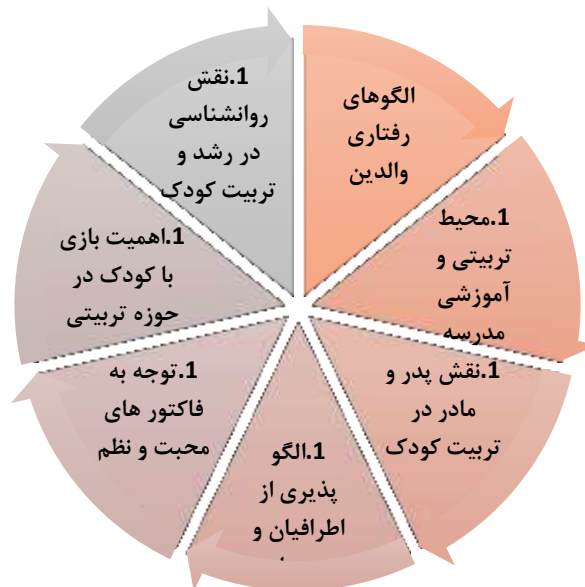 الگوهای
رفتاری
والدین
1.محیط
تربیتی و
آموزشی
مدرسه
1.نقش پدر و
مادر در
تربیت کودک
1.الگو
پذیری از
اطرافیان و
1.توجه به
فاکتور های
محبت و نظم
1.اهمیت بازی
با کودک در
حوزه تربیتی
1.نقش
روانشناسی
در رشد و
تربیت کودک